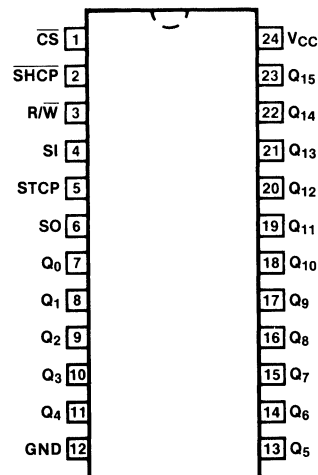 C̅S̅ 1 24 VCC
S̅H̅C̅P̅ 2 23 Q15
R/W̅ 3 22 Q14
SI 4 21 Q13
STCP 5 20 Q12
SO 6 19 Q11
Q0 7 18 Q10
Q1 8 17 Q9
Q2 9 16 Q8
Q3 10 15 Q7
Q4 11 14 Q6
GND 12 13 Q5